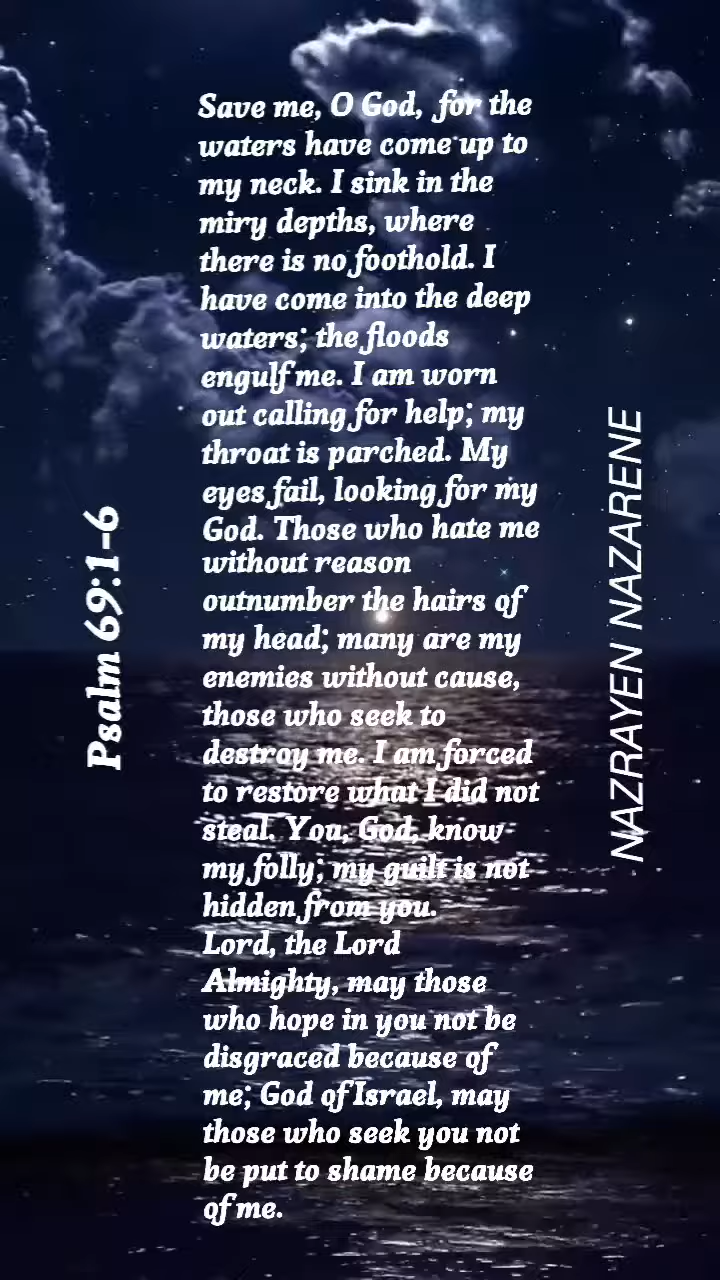 Save me, O God, for the
waters have come up to
my neck. I sink in the
miry depths, where
there is no foothold. I
have come into the deep
waters; the floods
engulf me. I am worn
out calling for help; my
throat is parched. My
eyes fail, looking for my
God. Those who hate me
without reason
outnumber the hairs of
my head; many are my
enemies without cause,
those who seek to
destroy me. I am forced
to restore what I did not
steal. You, God, know
my folly; my guilt is not
hidden from you.
Lord, the Lord
Almighty, may those
who hope in you not be
disgraced because of
me; God of Israel, may
those who seek you not
be put to shame because
of me.
Psalm 69:1-6
NAZRAYEN NAZARENE